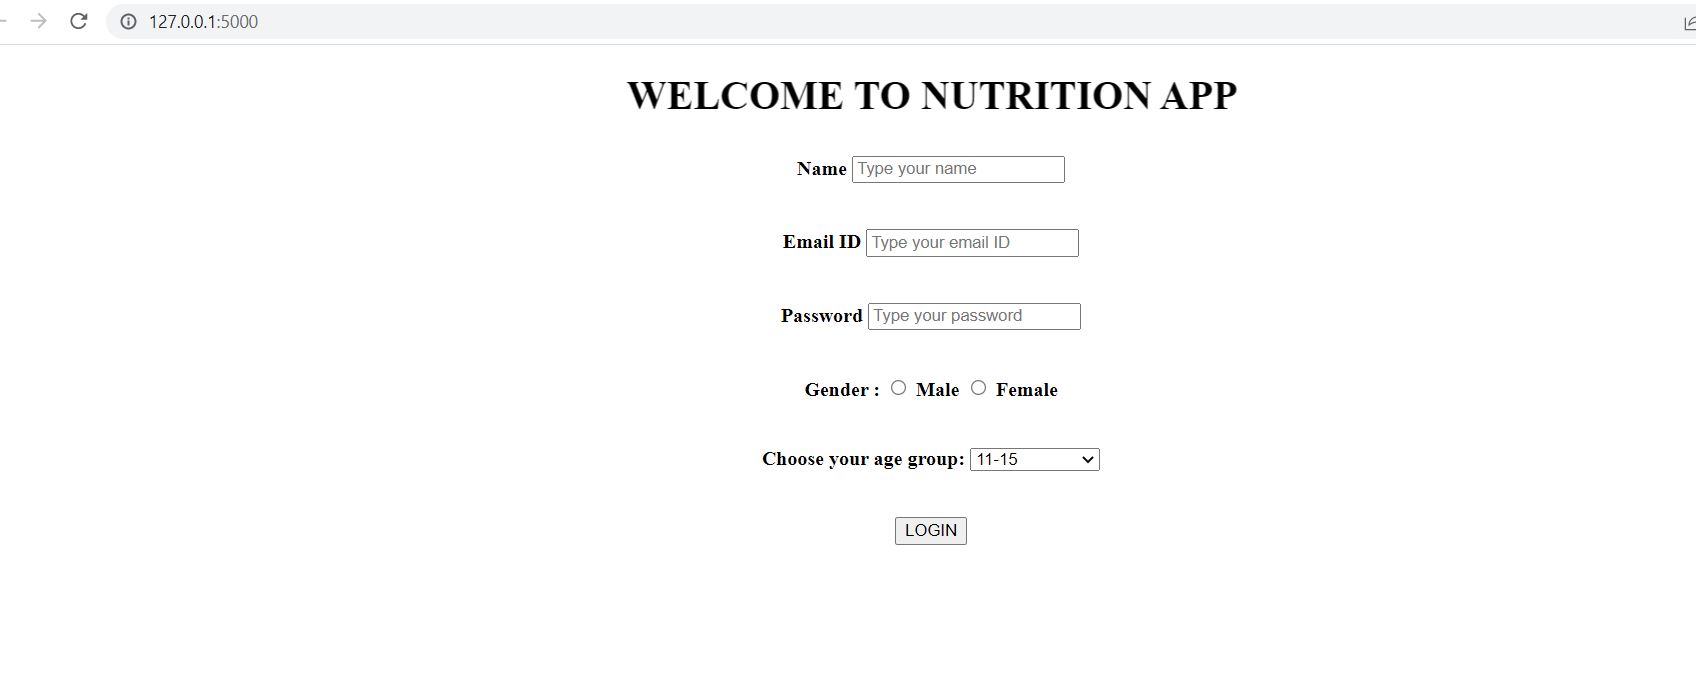 127.0.0.1:5000
WELCOME TO NUTRITION APP
Name Type your name
Email ID Type your email ID
Password Type your password
Gender : Male Female
Choose your age group: 11-15
LOGIN